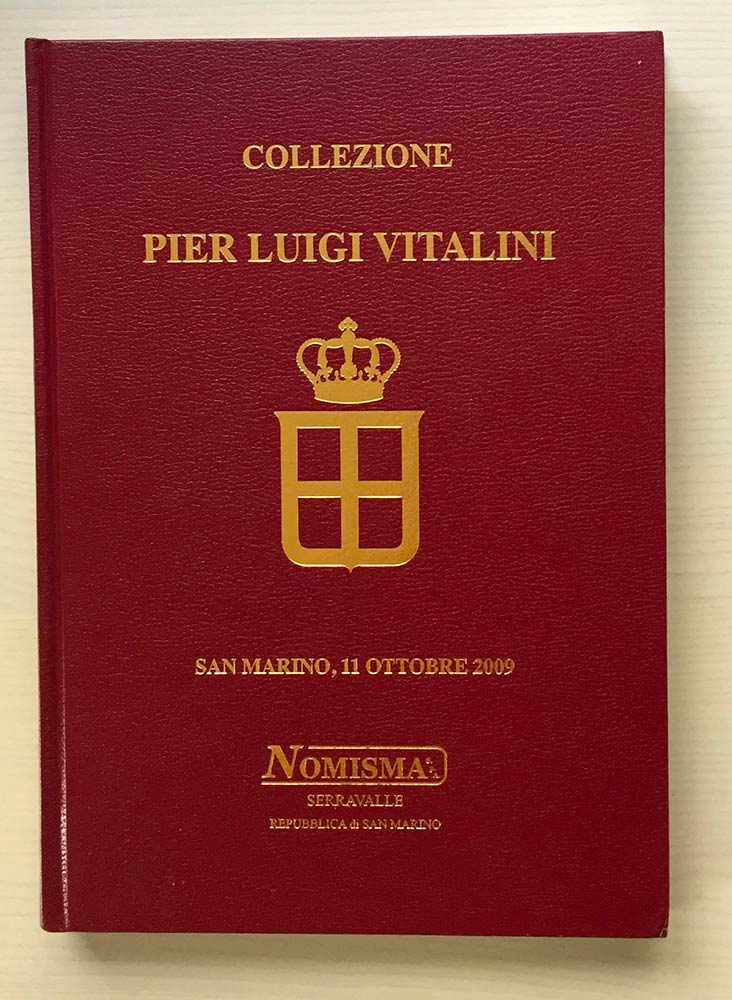 COLLEZIONE
PIER LUIGI VITALINI
SAN MARINO, 11 OTTOBRE 2009
NOMISMA
SERRAVALLE
REPUBBLICA di SAN MARINO